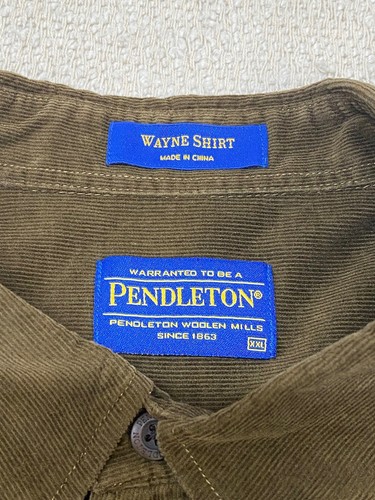 WAYNE SHIRT
MADE IN CHINA
WARRANTED TO BE A
PENDLETON®
PENDLETON WOOLEN MILLS
SINCE 1863
XXL